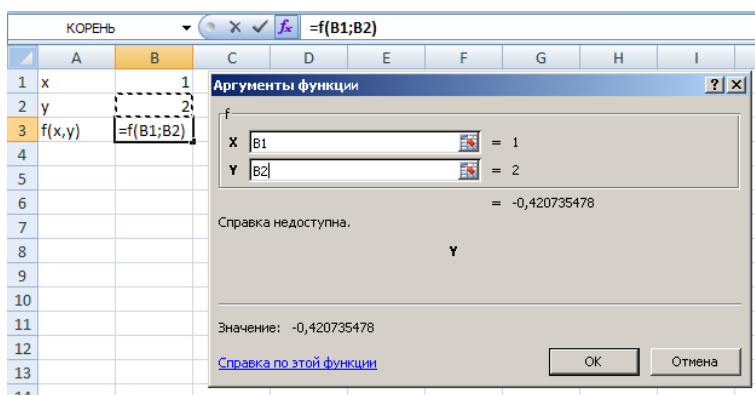 КОРЕНЬ fx =f(B1;B2)
A B C D E F G H I
1 x 1
2 y 2
3 f(x,y) =f(B1;B2)
4
5
6
7
8
9
10
11
12
13
Аргументы функции
f
X B1 = 1
Y B2 = 2
= -0,420735478
Справка недоступна.
Y
Значение: -0,420735478
Справка по этой функции OK Отмена